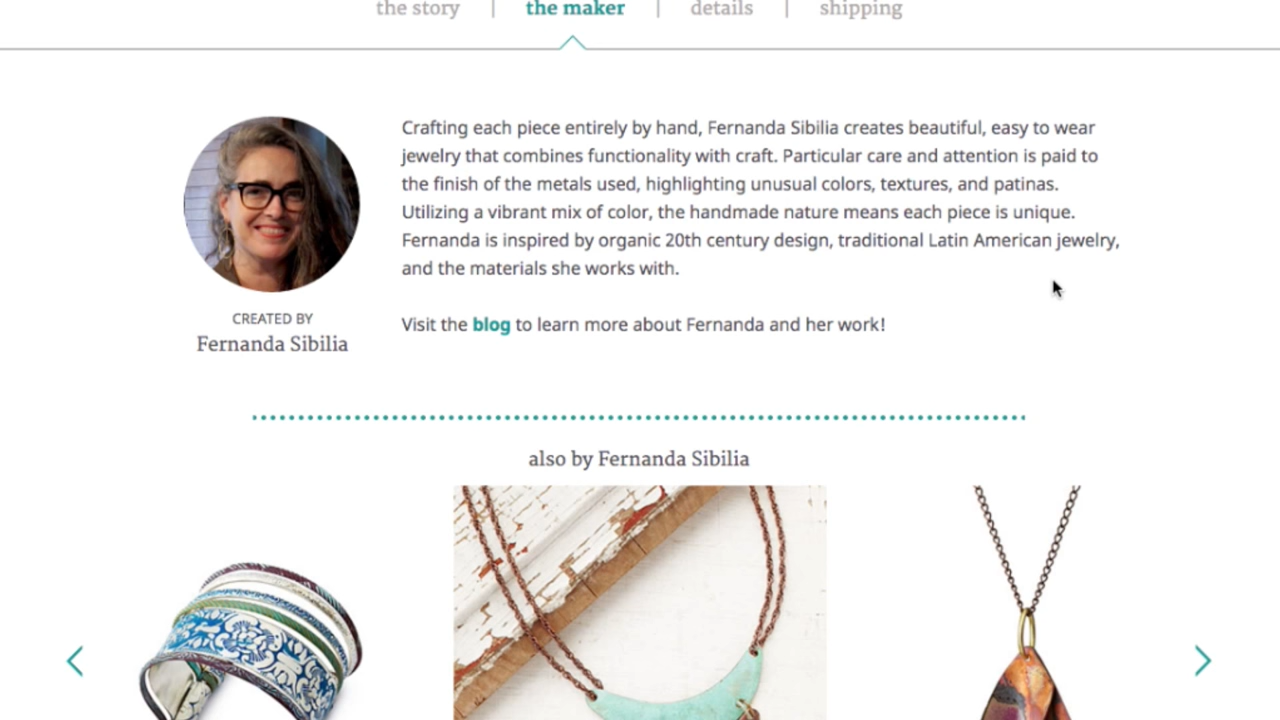 the story | the maker | details | shipping
Crafting each piece entirely by hand, Fernanda Sibilia creates beautiful, easy to wear
jewelry that combines functionality with craft. Particular care and attention is paid to
the finish of the metals used, highlighting unusual colors, textures, and patinas.
Utilizing a vibrant mix of color, the handmade nature means each piece is unique.
Fernanda is inspired by organic 20th century design, traditional Latin American jewelry,
and the materials she works with.
Visit the blog to learn more about Fernanda and her work!
CREATED BY
Fernanda Sibilia
also by Fernanda Sibilia